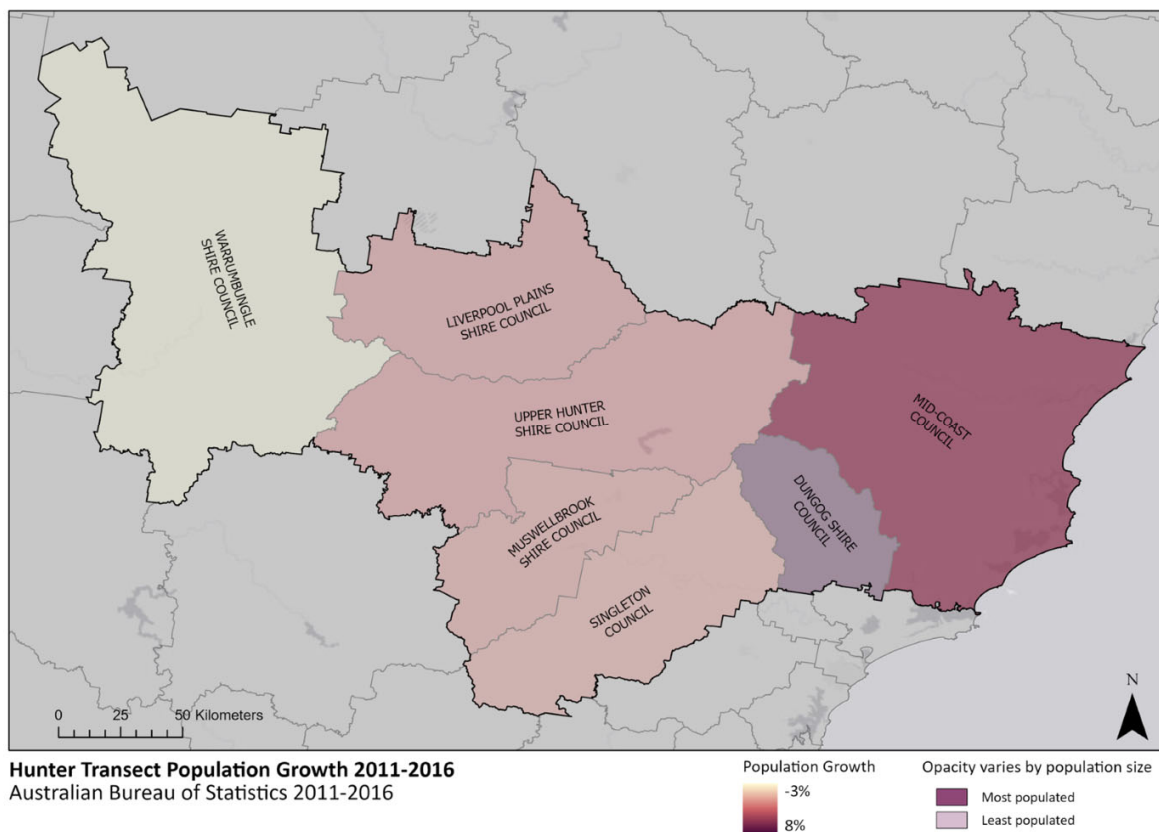 WARRUMBUNGLE
SHIRE COUNCIL
LIVERPOOL PLAINS
SHIRE COUNCIL
UPPER HUNTER
SHIRE COUNCIL
MID-COAST
COUNCIL
DUNGOG SHIRE
COUNCIL
MUSWELLBROOK
SHIRE COUNCIL
SINGLETON
COUNCIL
N
0 25 50 Kilometers
Hunter Transect Population Growth 2011-2016
Australian Bureau of Statistics 2011-2016
Population Growth
-3%
8%
Opacity varies by population size
Most populated
Least populated